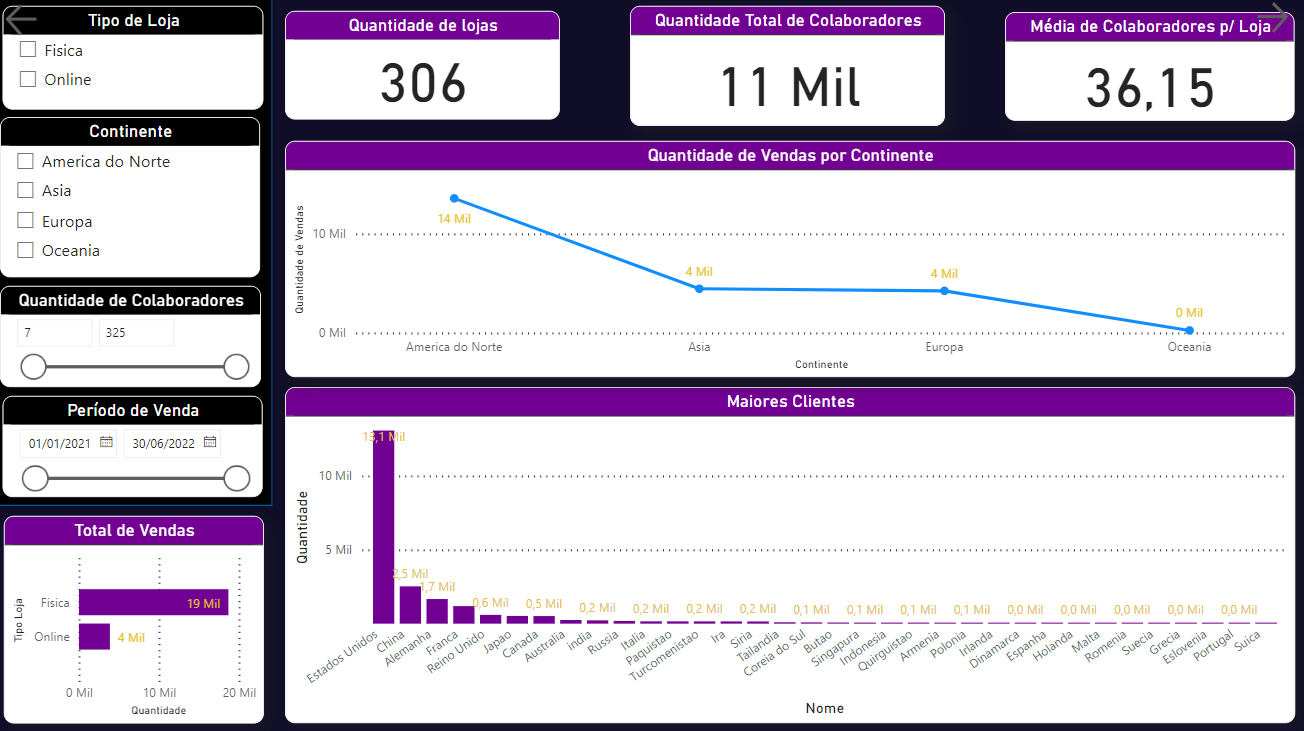 Tipo de Loja
Fisica
Online
Continente
America do Norte
Asia
Europa
Oceania
Quantidade de Colaboradores
7
325
Período de Venda
01/01/2021
30/06/2022
Total de Vendas
Tipo Loja
Fisica
19 Mil
Online
4 Mil
0 Mil
10 Mil
20 Mil
Quantidade
Quantidade de lojas
306
Quantidade Total de Colaboradores
11 Mil
Média de Colaboradores p/ Loja
36,15
Quantidade de Vendas por Continente
Quantidade de Vendas
10 Mil
0 Mil
14 Mil
4 Mil
4 Mil
0 Mil
America do Norte
Asia
Europa
Oceania
Continente
Maiores Clientes
Quantidade
10 Mil
5 Mil
13,1 Mil
2,5 Mil
1,7 Mil
0,6 Mil
0,5 Mil
0,2 Mil
0,2 Mil
0,2 Mil
0,2 Mil
0,1 Mil
0,1 Mil
0,1 Mil
0,1 Mil
0,0 Mil
0,0 Mil
0,0 Mil
0,0 Mil
0,0 Mil
Estados Unidos
China
Alemanha
Franca
Reino Unido
Japao
Canada
Australia
india
Russia
Italia
Paquistao
Turcomenistao
Ira
Siria
Tailandia
Coreia do Sul
Butao
Singapura
Indonesia
Quirguistao
Armenia
Polonia
Irlanda
Dinamarca
Espanha
Holanda
Malta
Romenia
Suecia
Grecia
Eslovenia
Portugal
Suica
Nome